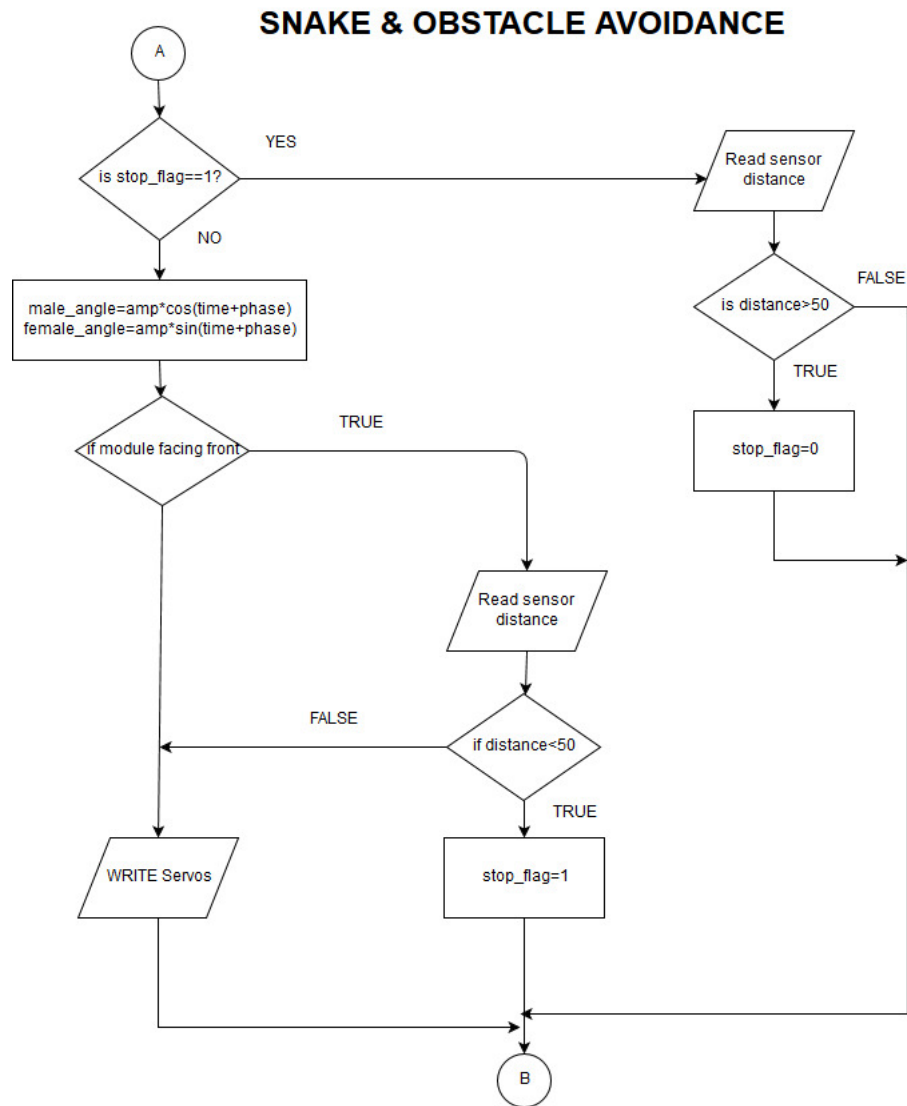 SNAKE & OBSTACLE AVOIDANCE
A
YES
is stop_flag==1?
Read sensor
distance
NO
FALSE
male_angle=amp*cos(time+phase)
female_angle=amp*sin(time+phase)
is distance>50
TRUE
TRUE
if module facing front
stop_flag=0
Read sensor
distance
FALSE
if distance<50
TRUE
WRITE Servos
stop_flag=1
B